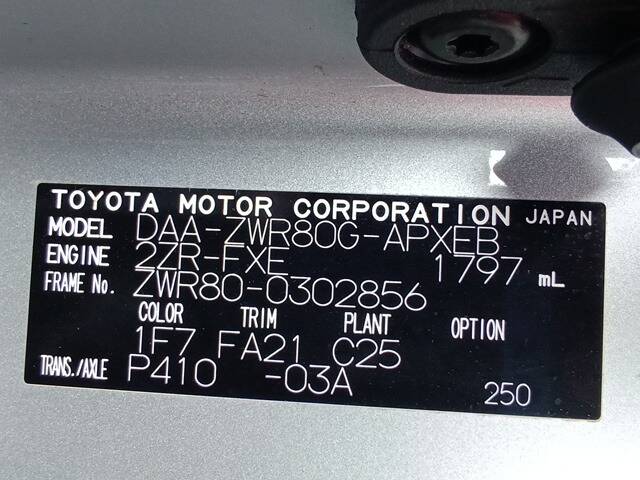 TOYOTA MOTOR CORPORATION JAPAN
MODEL DAA-ZWR80G-APXEB
ENGINE 2ZR-FXE 1797 mL
FRAME No. ZWR80-0302856
COLOR TRIM PLANT OPTION
1F7 FA21 C25
TRANS./AXLE P410 -03A 250